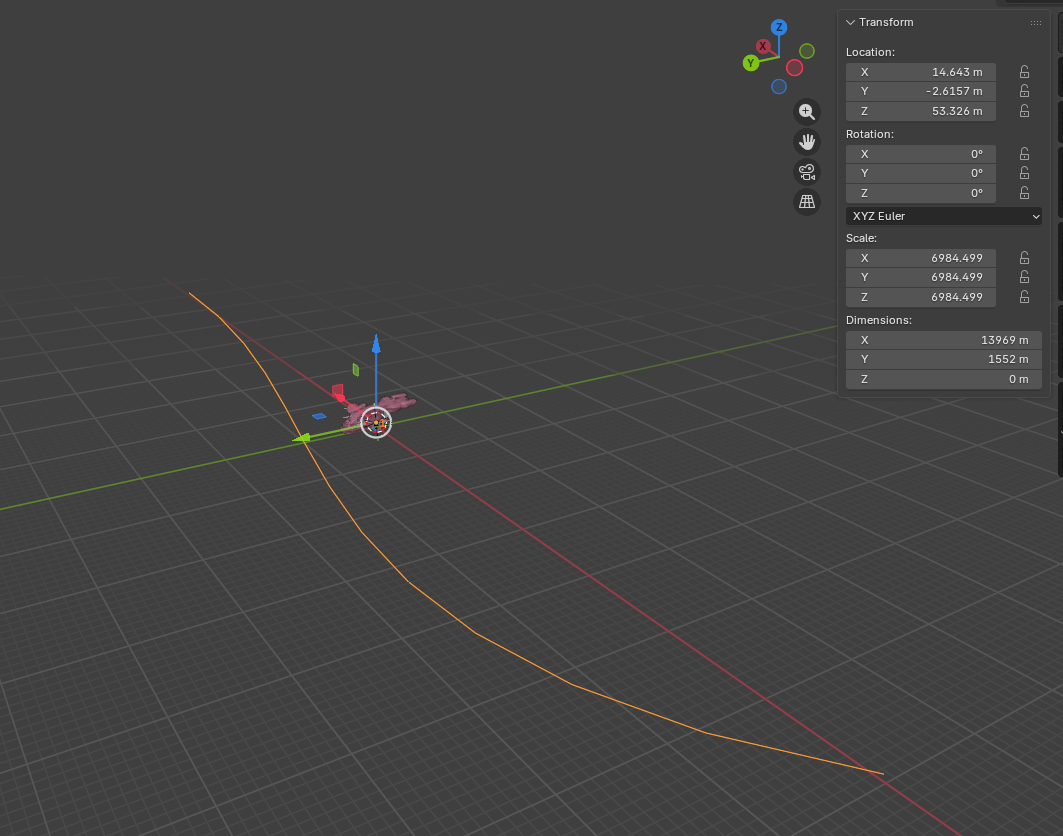 Transform
Location:
X 14.643 m
Y -2.6157 m
Z 53.326 m
Rotation:
X 0°
Y 0°
Z 0°
XYZ Euler
Scale:
X 6984.499
Y 6984.499
Z 6984.499
Dimensions:
X 13969 m
Y 1552 m
Z 0 m
Z
X
Y